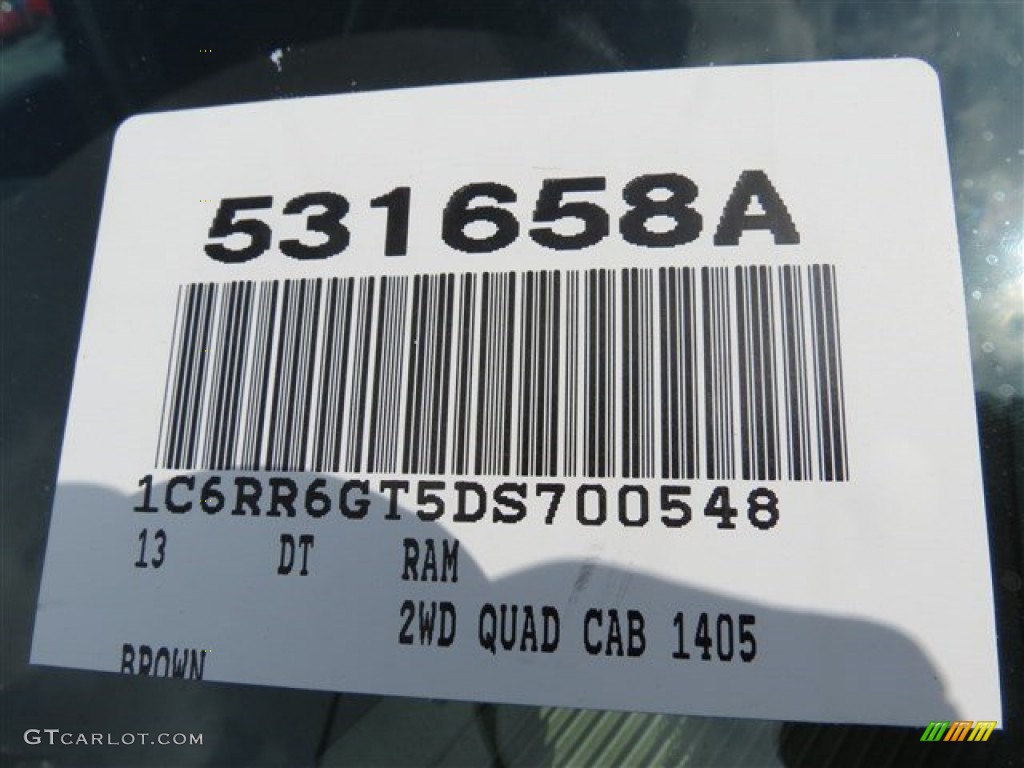 531658A
1C6RR6GT5DS700548
13 DT RAM
2WD QUAD CAB 1405
BROWN
GTCARLOT.COM